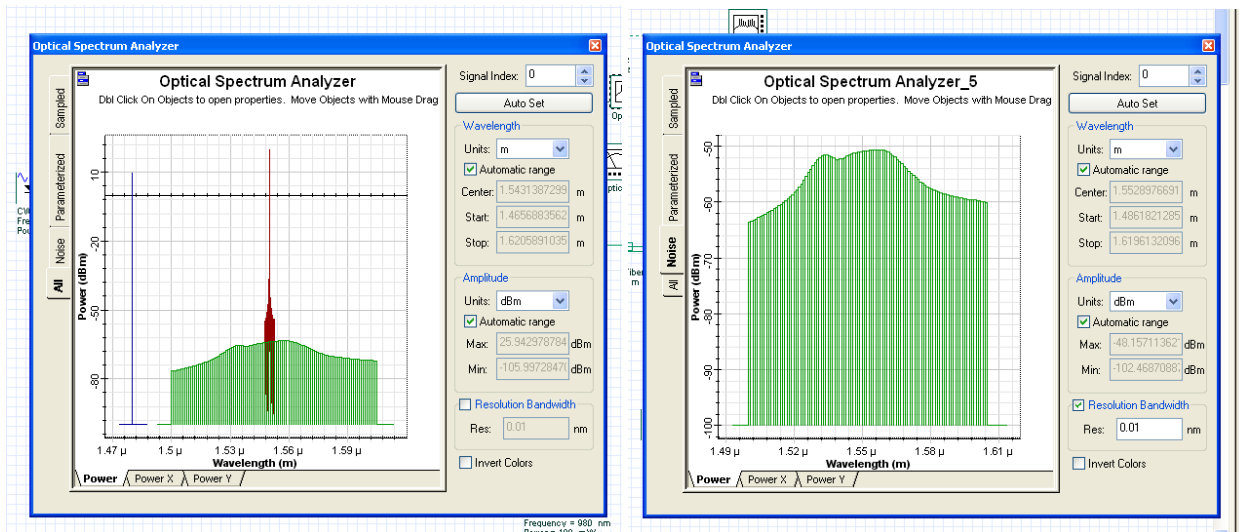 Optical Spectrum Analyzer
Optical Spectrum Analyzer
Dbl Click On Objects to open properties. Move Objects with Mouse Drag
Sampled
Parameterized
Noise
All
Power (dBm)
10
-20
-50
-80
1.47 µ
1.5 µ
1.53 µ
1.56 µ
1.59 µ
Wavelength (m)
Power
Power X
Power Y
Signal Index: 0
Auto Set
Wavelength
Units: m
Automatic range
Center: 1.5431387299 m
Start: 1.4656883562 m
Stop: 1.6205891035 m
Amplitude
Units: dBm
Automatic range
Max: 25.942978784 dBm
Min: -105.99728470 dBm
Resolution Bandwidth
Res: 0.01 nm
Invert Colors
Frequency = 980 nm
Optical Spectrum Analyzer
Optical Spectrum Analyzer_5
Dbl Click On Objects to open properties. Move Objects with Mouse Drag
Sampled
Parameterized
Noise
All
Power (dBm)
-50
-60
-70
-80
-90
-100
1.49 µ
1.52 µ
1.55 µ
1.58 µ
1.61 µ
Wavelength (m)
Power
Power X
Power Y
Signal Index: 0
Auto Set
Wavelength
Units: m
Automatic range
Center: 1.5528976691 m
Start: 1.4861821285 m
Stop: 1.6196132096 m
Amplitude
Units: dBm
Automatic range
Max: -48.15711362 dBm
Min: -102.4687088 dBm
Resolution Bandwidth
Res: 0.01 nm
Invert Colors